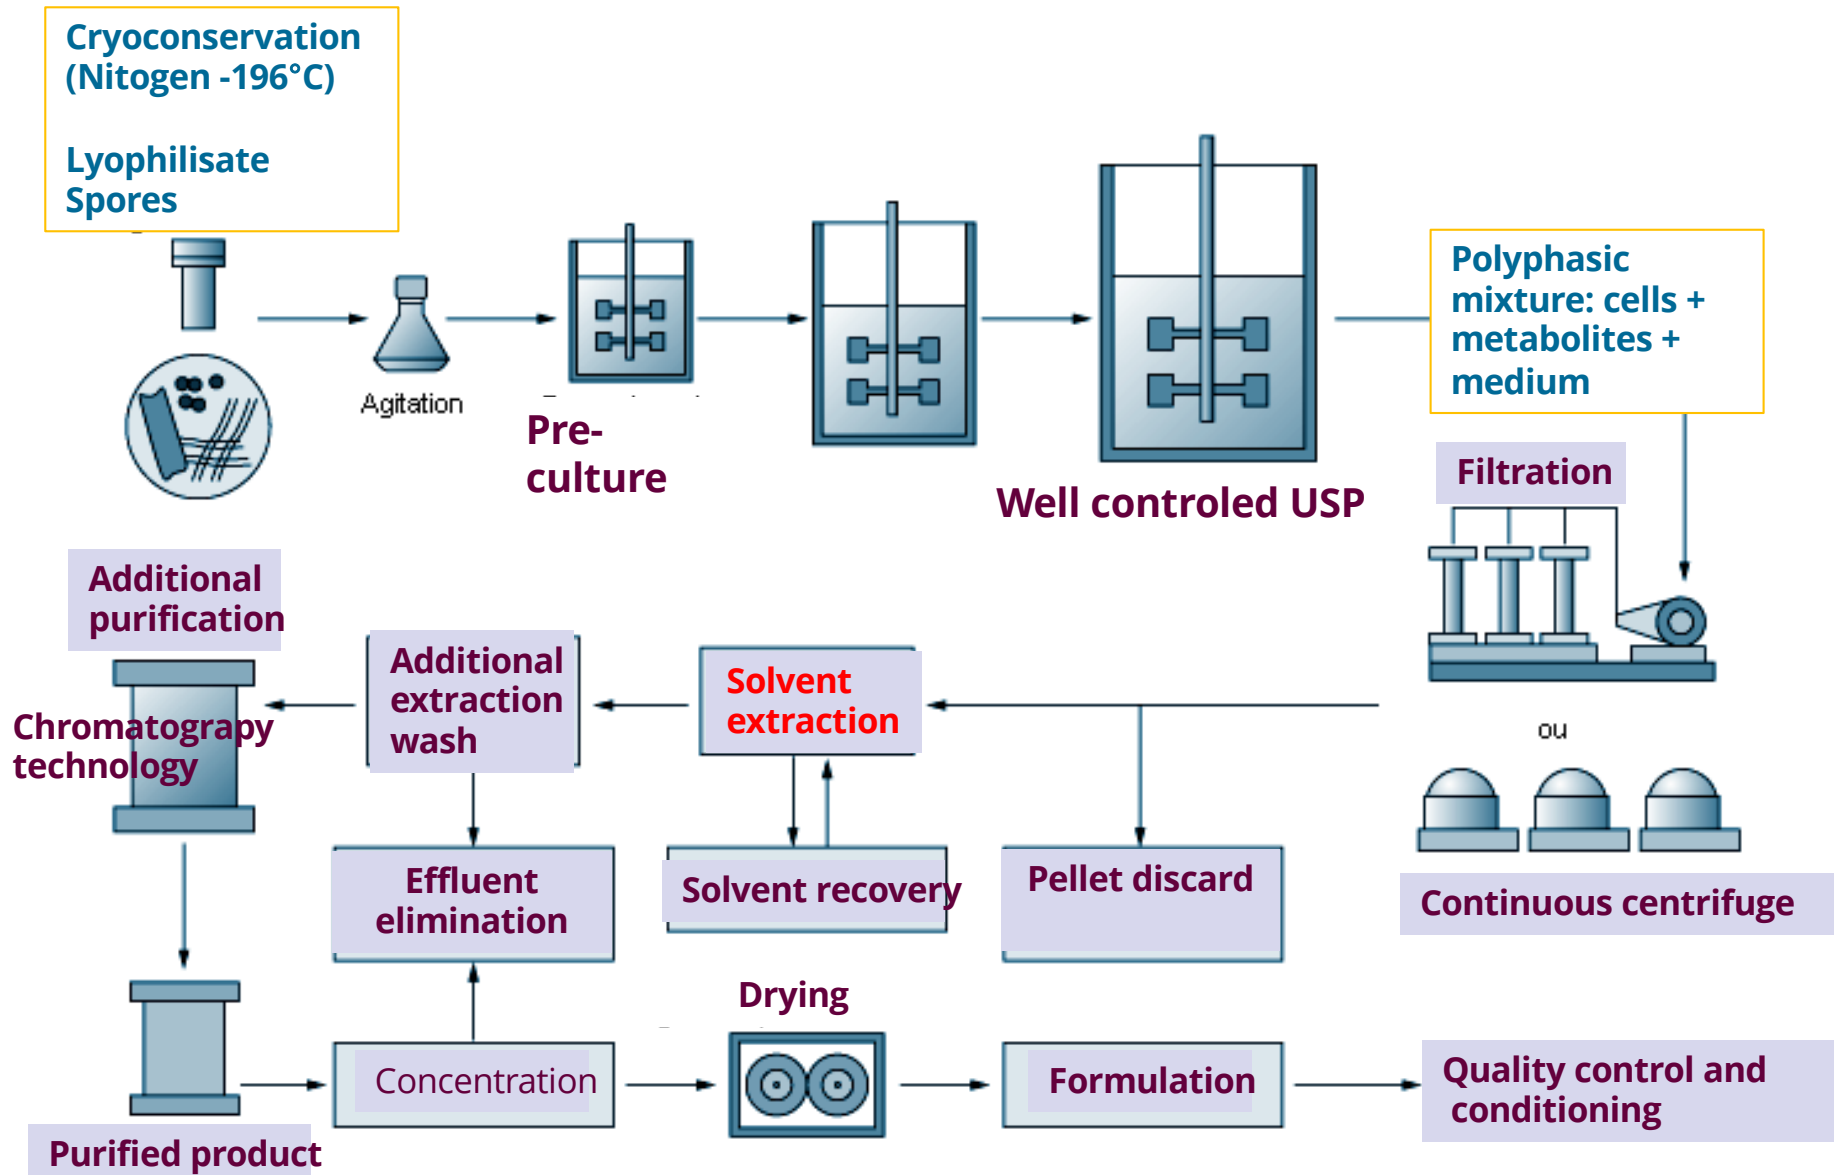 Cryoconservation
(Nitogen -196°C)
Lyophilisate
Spores
Agitation
Pre-
culture
Well controled USP
Polyphasic
mixture: cells +
metabolites +
medium
Filtration
ou
Continuous centrifuge
Pellet discard
Solvent
extraction
Solvent recovery
Additional
extraction
wash
Effluent
elimination
Additional
purification
Chromatograpy
technology
Purified product
Concentration
Drying
Formulation
Quality control and
conditioning